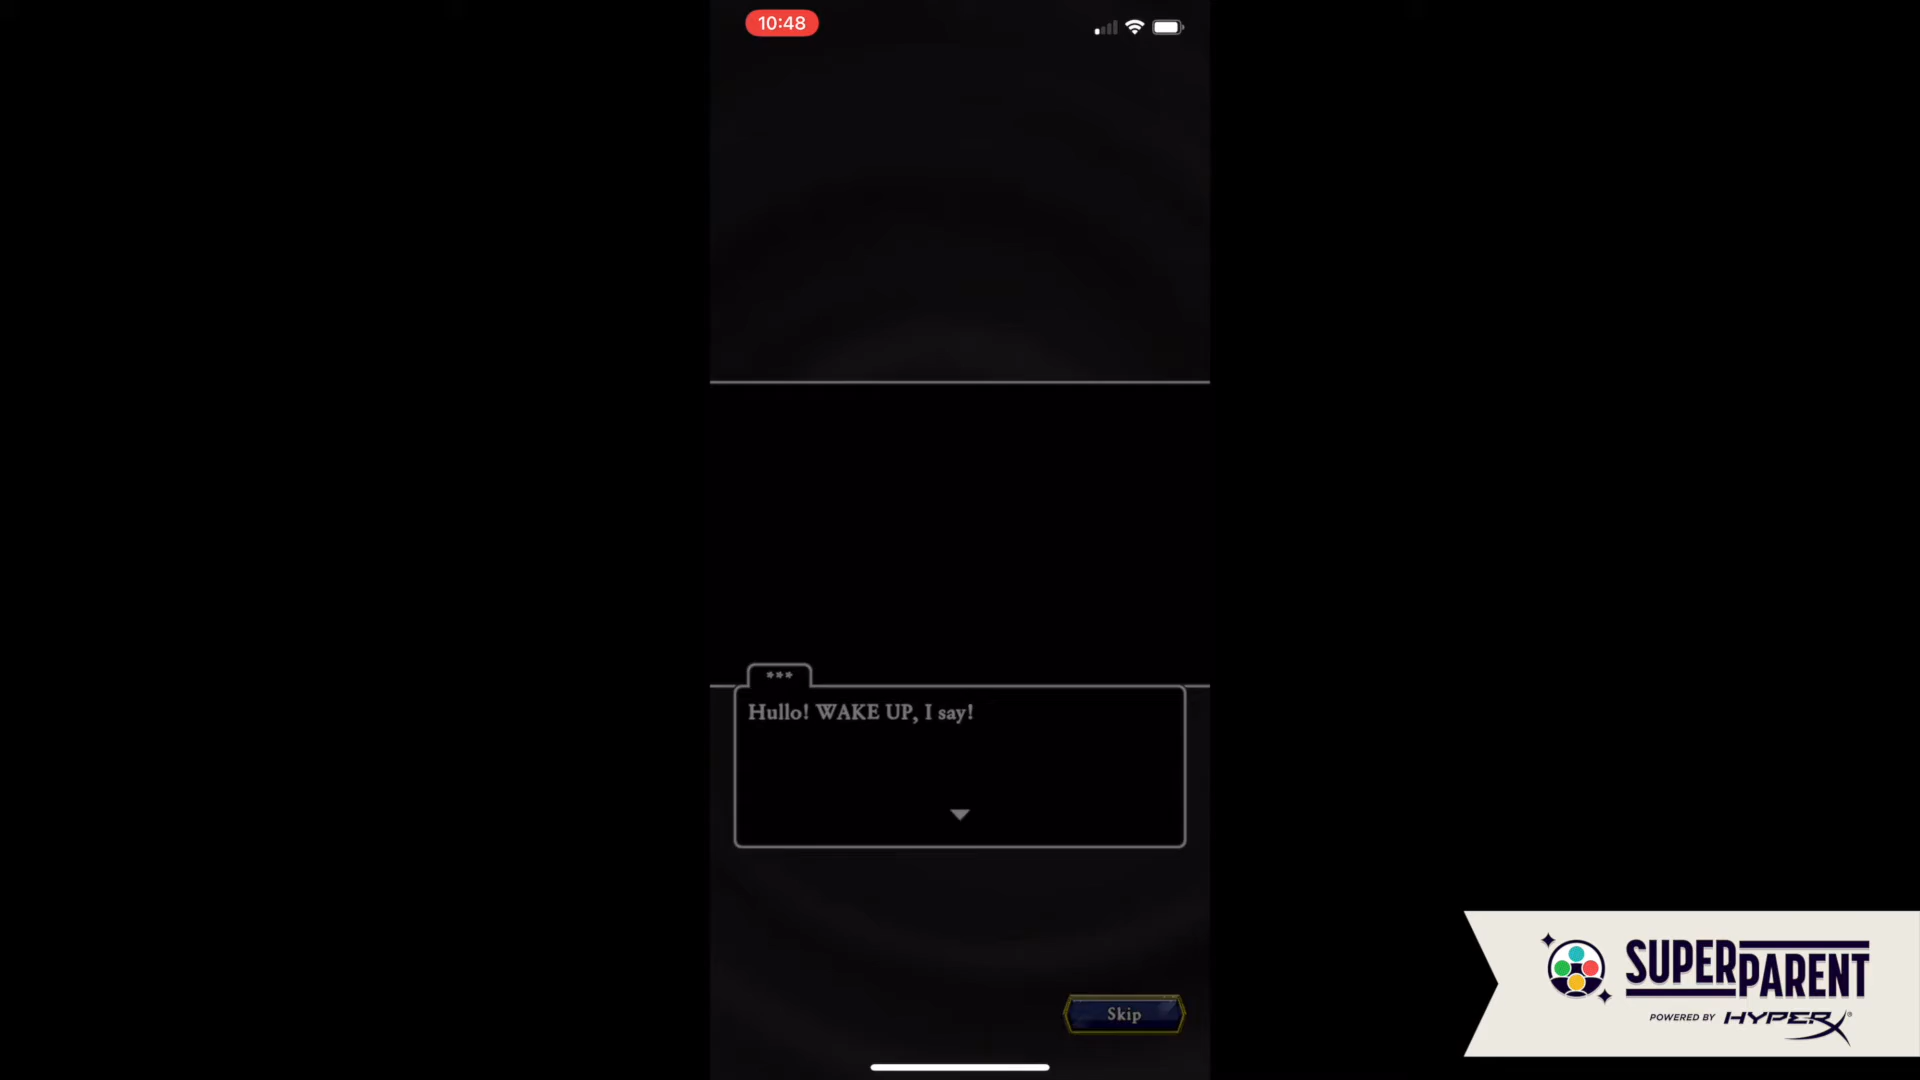 10:48
***
Hullo! WAKE UP, I say!
Skip
SUPERPARENT
POWERED BY HYPERX®